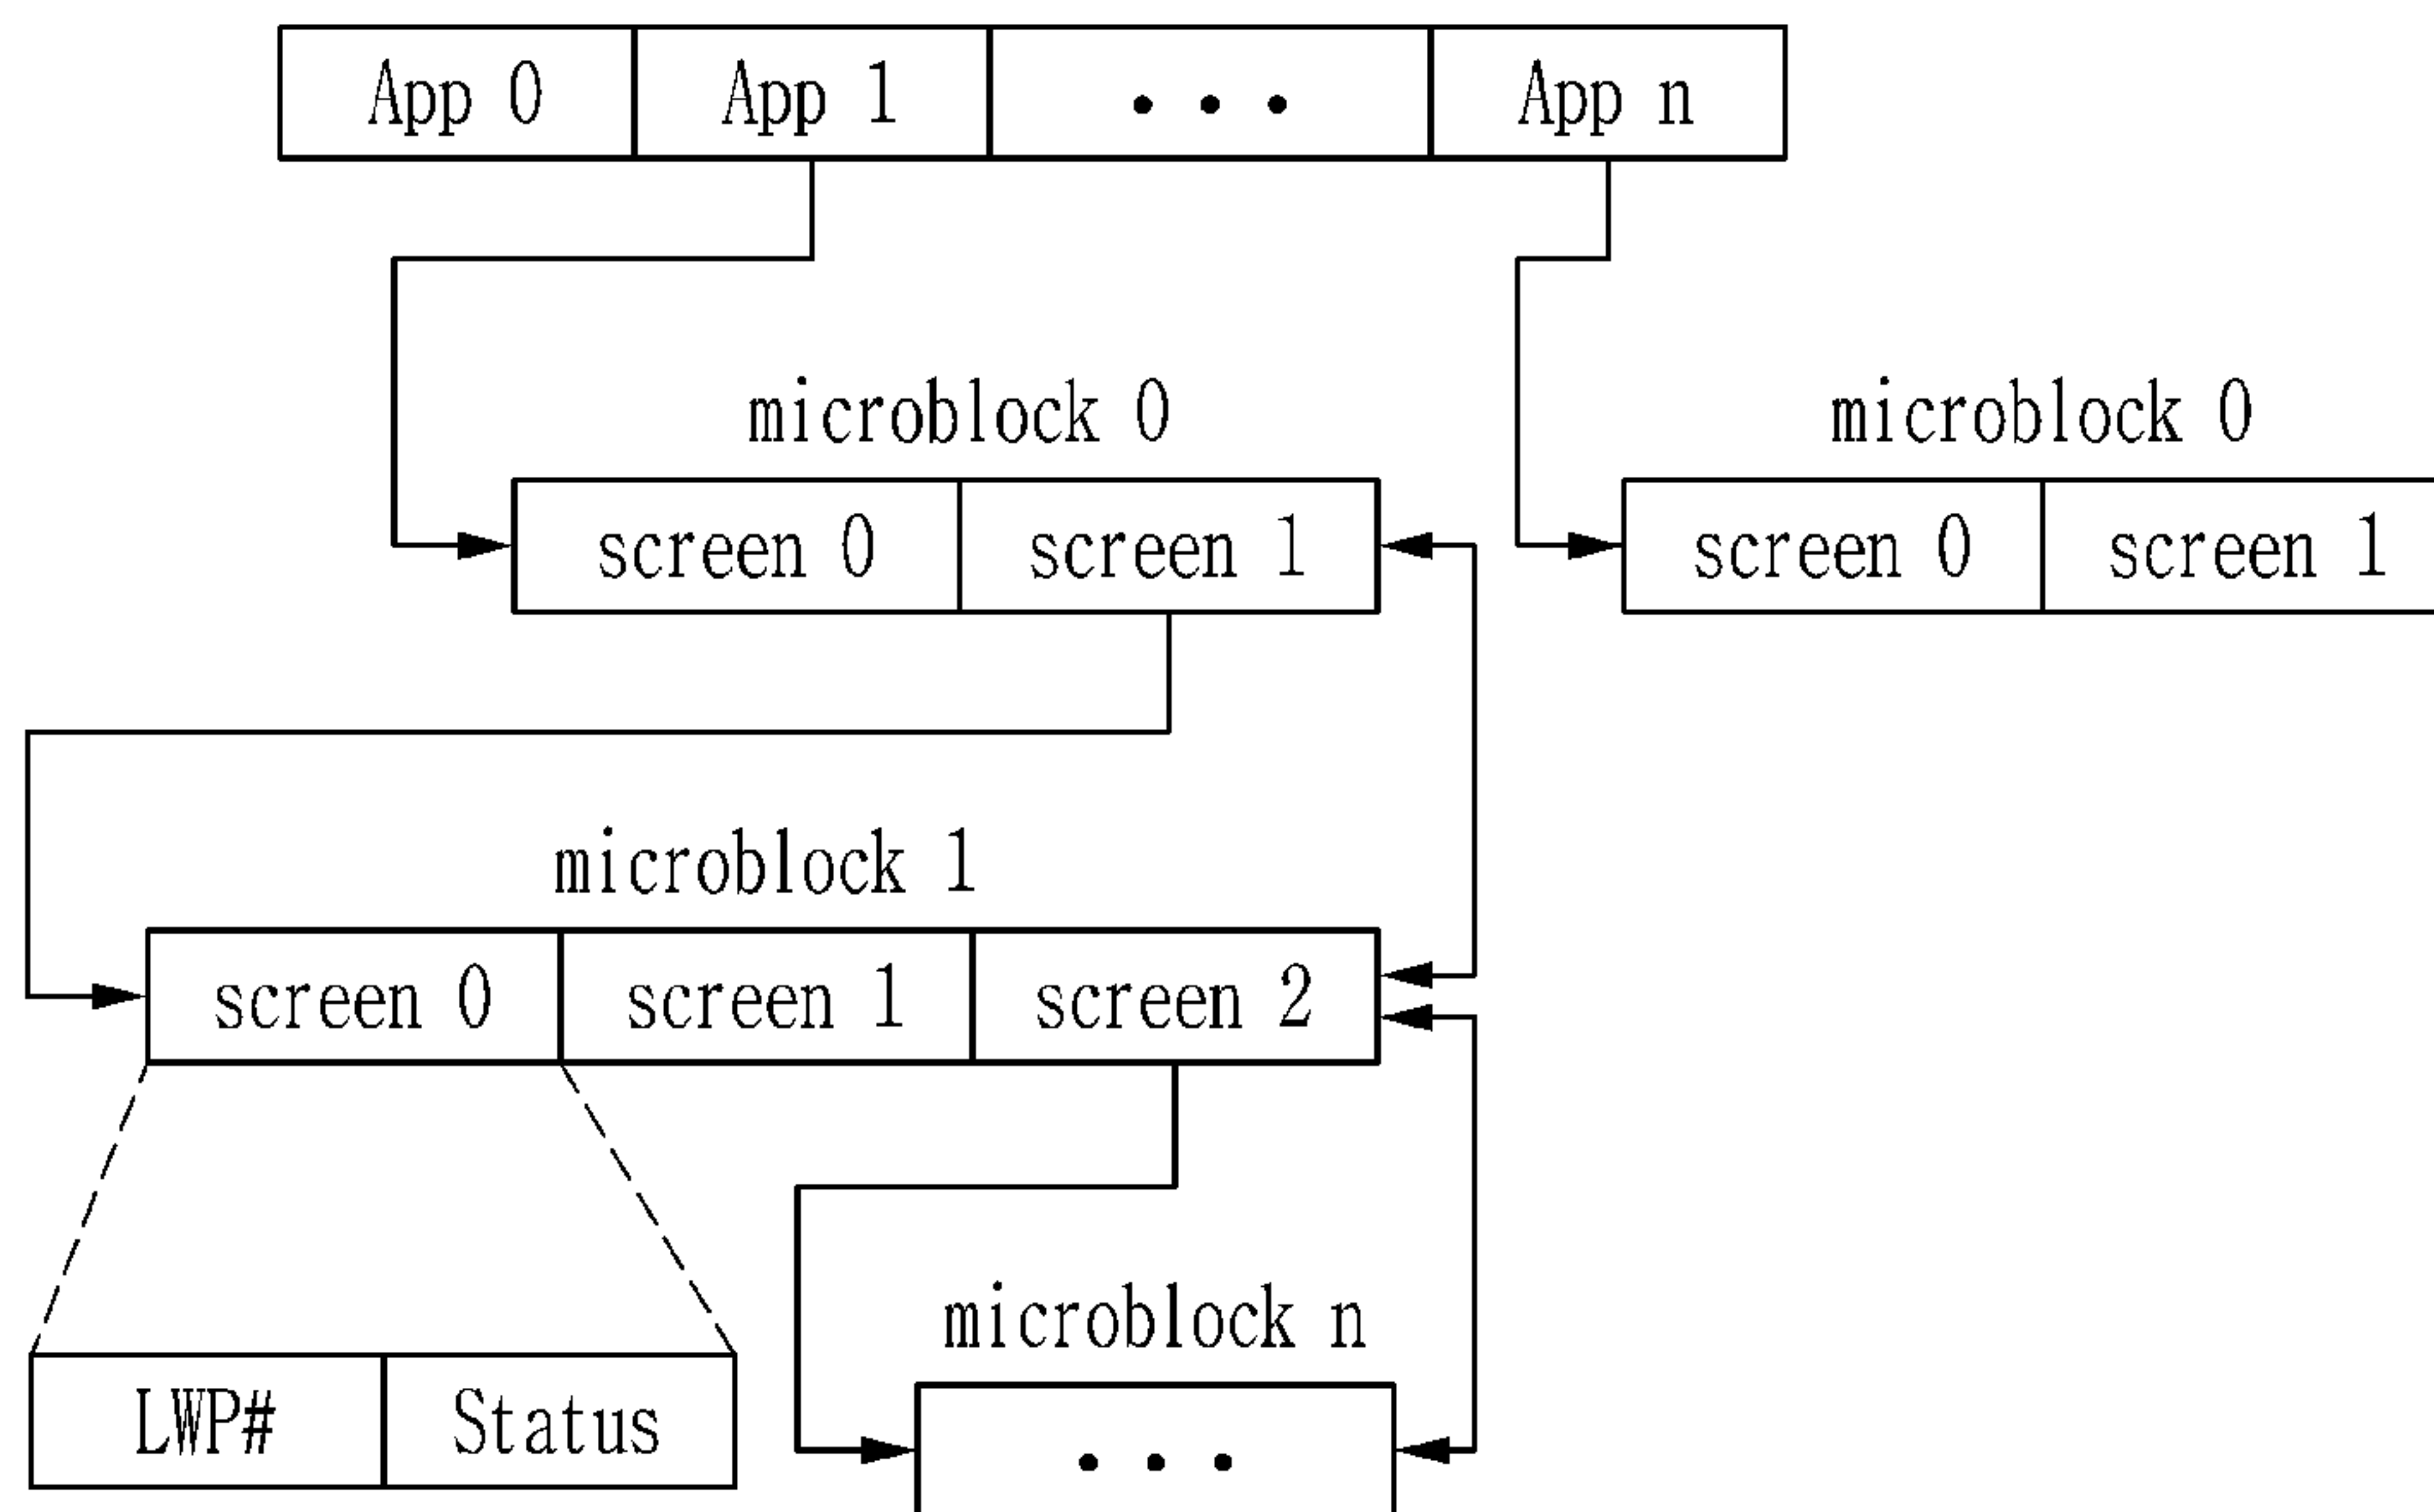 App 0 App 1 • • • App n
microblock 0 microblock 0
screen 0 screen 1 screen 0 screen 1
microblock 1
screen 0 screen 1 screen 2
microblock n
LWP# Status • • •